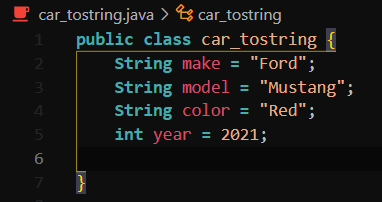 car_tostring.java > car_tostring
1 public class car_tostring {
2     String make = "Ford";
3     String model = "Mustang";
4     String color = "Red";
5     int year = 2021;
6
7 }